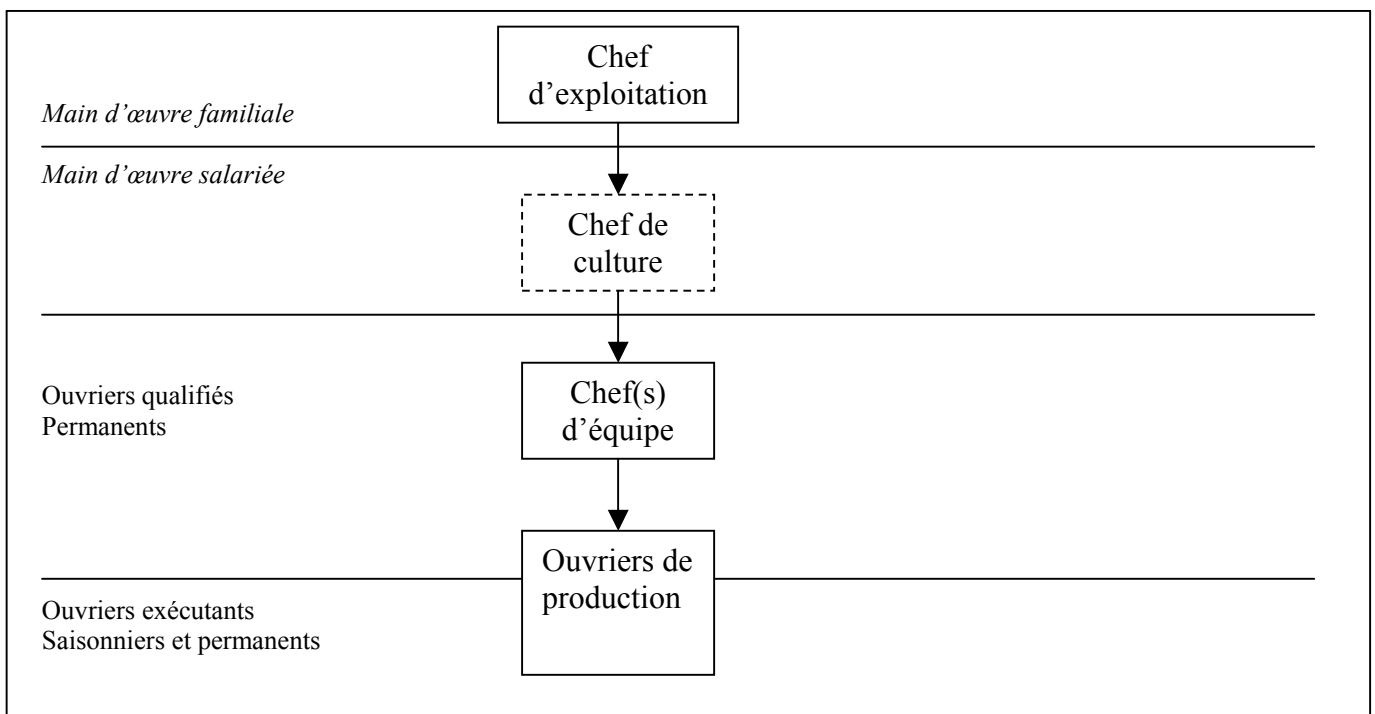 Chef
d’exploitation
Main d’œuvre familiale
Main d’œuvre salariée
Chef de
culture
Ouvriers qualifiés
Permanents
Chef(s)
d’équipe
Ouvriers de
production
Ouvriers exécutants
Saisonniers et permanents